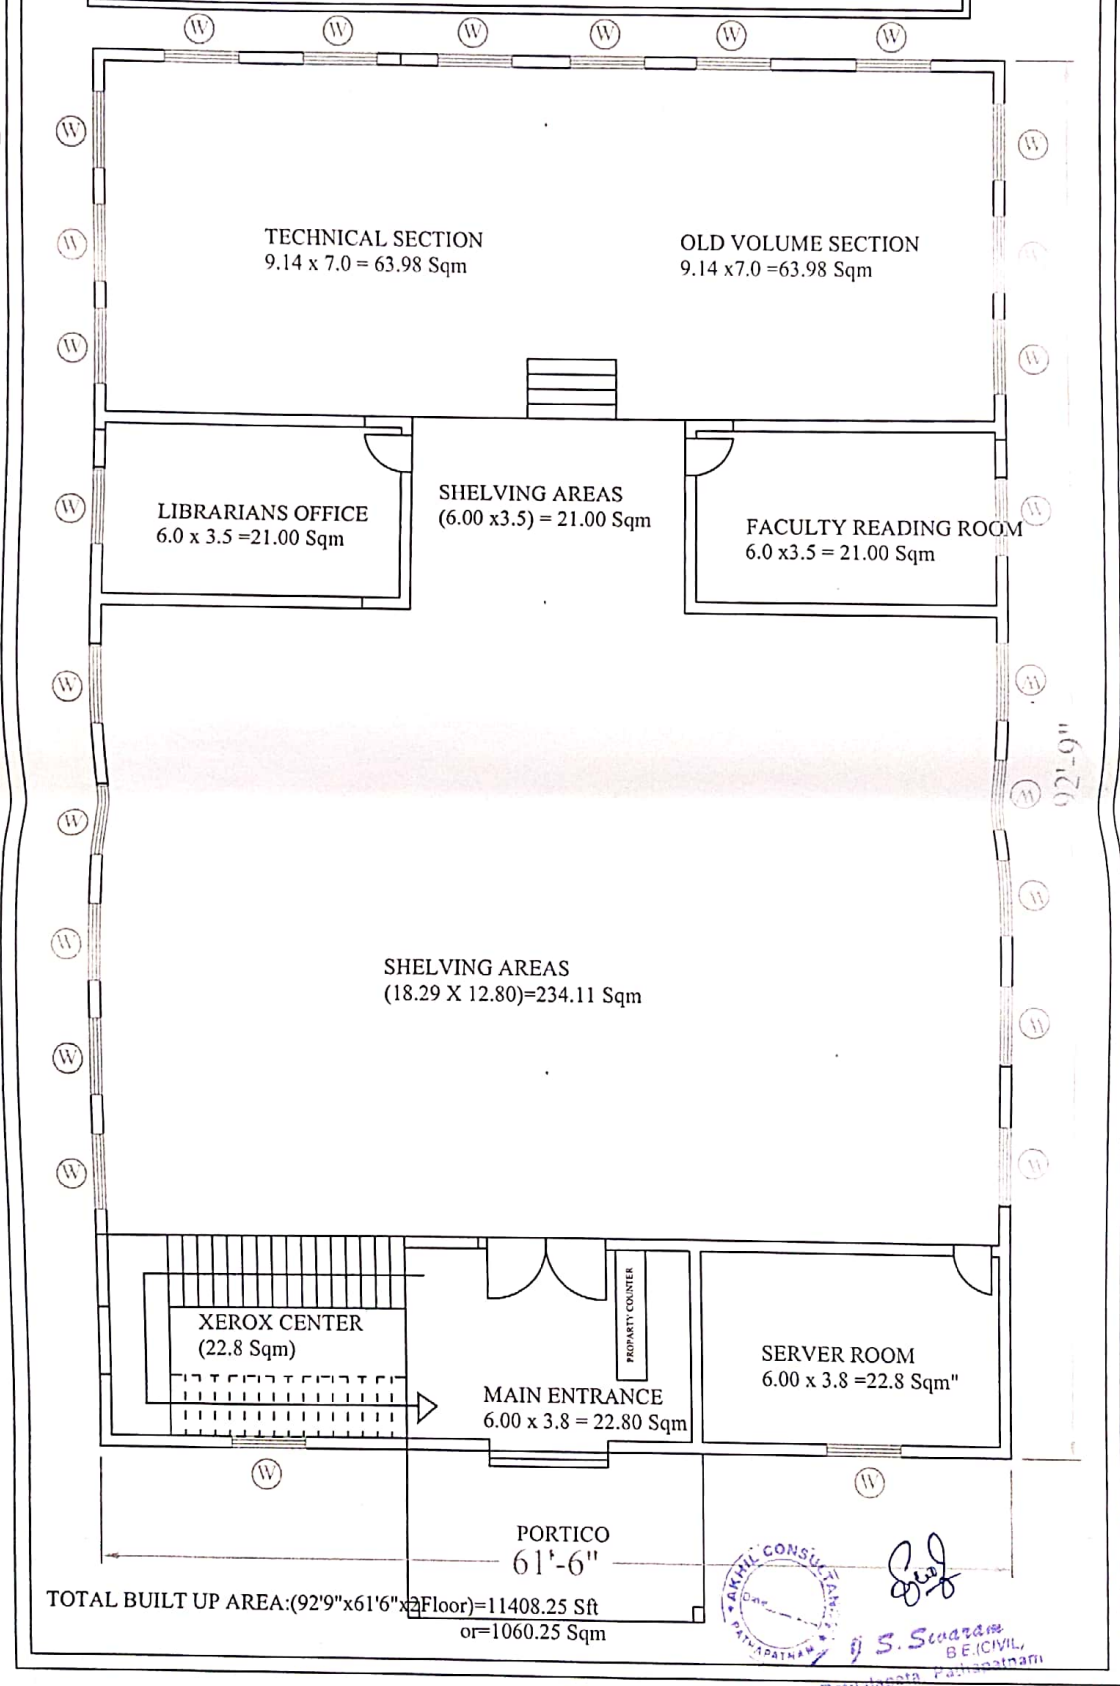 W W W W W W
W W
TECHNICAL SECTION
9.14 x 7.0 = 63.98 Sqm
OLD VOLUME SECTION
9.14 x7.0 =63.98 Sqm
W W
W W
LIBRARIANS OFFICE
6.0 x 3.5 =21.00 Sqm
SHELVING AREAS
(6.00 x3.5) = 21.00 Sqm
FACULTY READING ROOM
6.0 x3.5 = 21.00 Sqm
W W
W W
92'-9"
W W
W W
SHELVING AREAS
(18.29 X 12.80)=234.11 Sqm
W W
W W
XEROX CENTER
(22.8 Sqm)
PROPARTY COUNTER
MAIN ENTRANCE
6.00 x 3.8 = 22.80 Sqm
SERVER ROOM
6.00 x 3.8 =22.8 Sqm"
W W
PORTICO
61'-6"
TOTAL BUILT UP AREA:(92'9"x61'6"x2Floor)=11408.25 Sft
or=1060.25 Sqm
AKHIL CONSULTANCY
PATHAPATNAM
S. Sivaram
B E.(CIVIL)
Pathapatnam